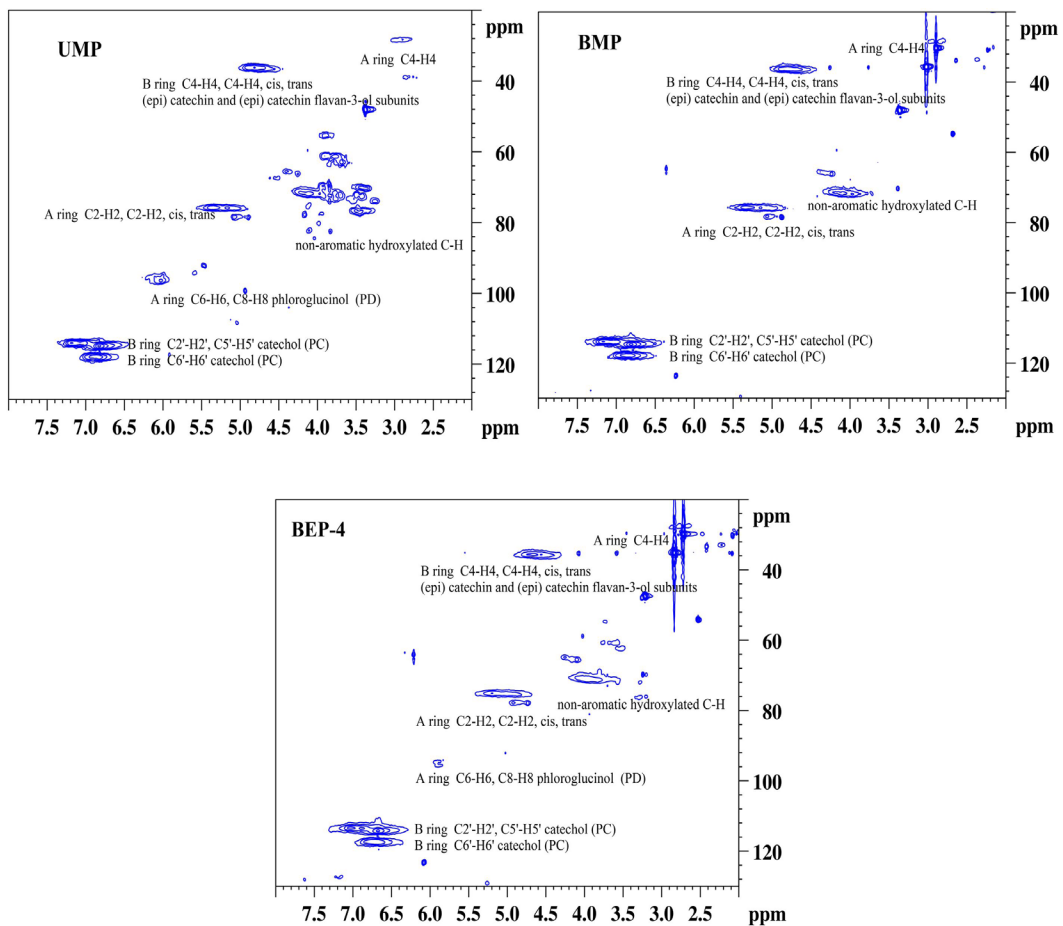 UMP
ppm
A ring C4-H4
B ring C4-H4, C4-H4, cis, trans
(epi) catechin and (epi) catechin flavan-3-ol subunits
A ring C2-H2, C2-H2, cis, trans
non-aromatic hydroxylated C-H
A ring C6-H6, C8-H8 phloroglucinol (PD)
B ring C2'-H2', C5'-H5' catechol (PC)
B ring C6'-H6' catechol (PC)
40
60
80
100
120
7.5 7.0 6.5 6.0 5.5 5.0 4.5 4.0 3.5 3.0 2.5 ppm
BMP
ppm
A ring C4-H4
B ring C4-H4, C4-H4, cis, trans
(epi) catechin and (epi) catechin flavan-3-ol subunits
non-aromatic hydroxylated C-H
A ring C2-H2, C2-H2, cis, trans
B ring C2'-H2', C5'-H5' catechol (PC)
B ring C6'-H6' catechol (PC)
40
60
80
100
120
7.5 7.0 6.5 6.0 5.5 5.0 4.5 4.0 3.5 3.0 2.5 ppm
BEP-4
ppm
A ring C4-H4
B ring C4-H4, C4-H4, cis, trans
(epi) catechin and (epi) catechin flavan-3-ol subunits
non-aromatic hydroxylated C-H
A ring C2-H2, C2-H2, cis, trans
A ring C6-H6, C8-H8 phloroglucinol (PD)
B ring C2'-H2', C5'-H5' catechol (PC)
B ring C6'-H6' catechol (PC)
40
60
80
100
120
7.5 7.0 6.5 6.0 5.5 5.0 4.5 4.0 3.5 3.0 2.5 ppm